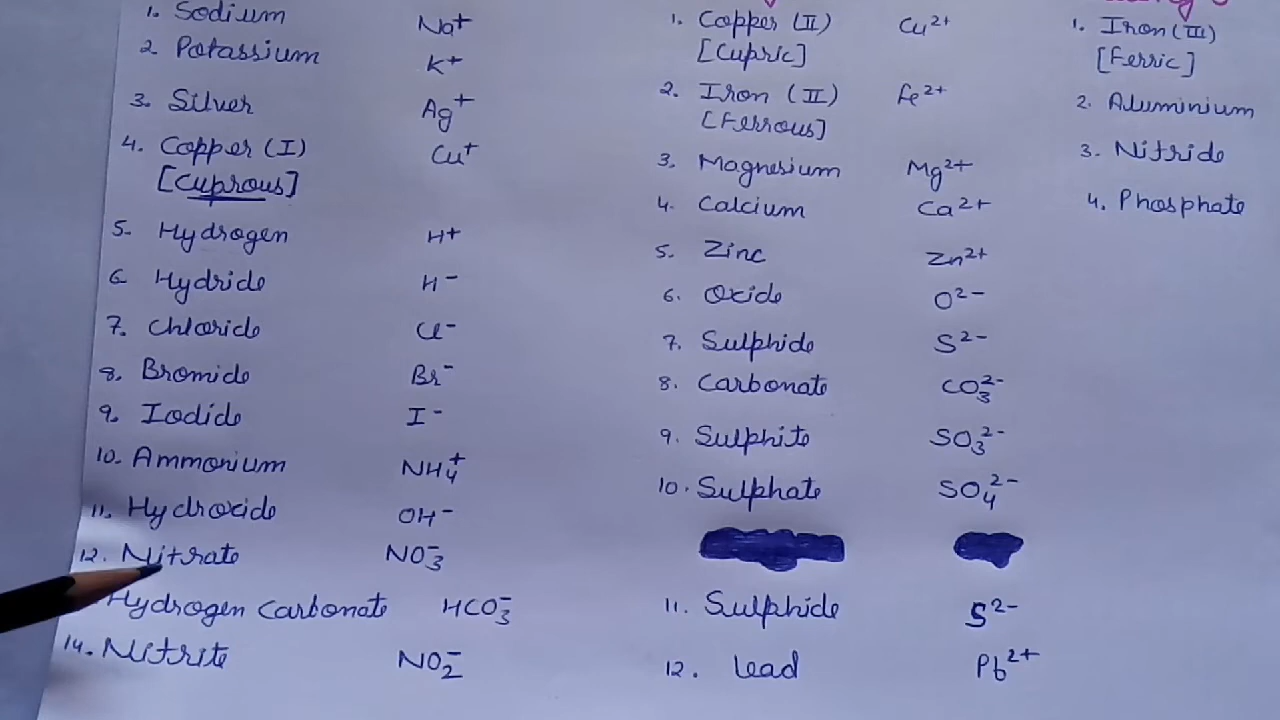 1. Sodium Na+
2. Potassium K+
3. Silver Ag+
4. Copper (I) Cu+
[Cuprous]
5. Hydrogen H+
6. Hydride H-
7. Chloride Cl-
8. Bromide Br-
9. Iodide I-
10. Ammonium NH4+
11. Hydroxide OH-
12. Nitrate NO3-
Hydrogen Carbonate HCO3-
14. Nitrite NO2-
1. Copper (II) Cu2+
[Cupric]
2. Iron (II) Fe2+
[Ferrous]
3. Magnesium Mg2+
4. Calcium Ca2+
5. Zinc Zn2+
6. Oxide O2-
7. Sulphide S2-
8. Carbonate CO3 2-
9. Sulphite SO3 2-
10. Sulphate SO4 2-
11. Sulphide S2-
12. Lead Pb2+
1. Iron (III)
[Ferric]
2. Aluminium
3. Nitride
4. Phosphate